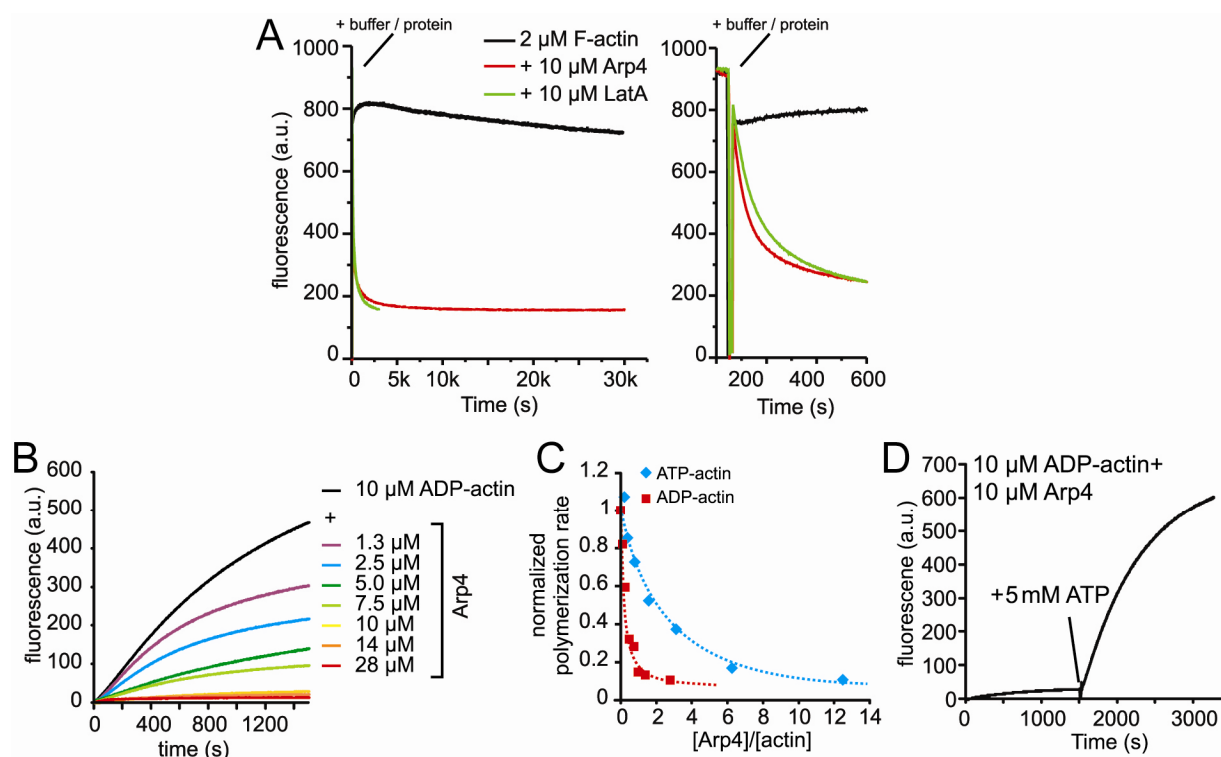 A
+ buffer / protein
2 µM F-actin
+ 10 µM Arp4
+ 10 µM LatA
1000
800
600
400
200
0
fluorescence (a.u.)
0 5k 10k 20k 30k
Time (s)
+ buffer / protein
1000
800
600
400
200
0
200 400 600
Time (s)
B
600
500
400
300
200
100
0
fluorescence (a.u.)
0 400 800 1200
time (s)
10 µM ADP-actin
+
1.3 µM
2.5 µM
5.0 µM
7.5 µM
10 µM
14 µM
28 µM
Arp4
C
1.2
1
0.8
0.6
0.4
0.2
0
normalized
polymerization rate
ATP-actin
ADP-actin
0 2 4 6 8 10 12 14
[Arp4]/[actin]
D
700
600
500
400
300
200
100
0
fluorescene (a.u.)
10 µM ADP-actin+
10 µM Arp4
+5 mM ATP
0 1000 2000 3000
Time (s)